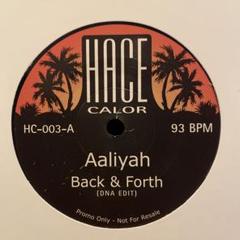 HACE
CALOR
HC-003-A 93 BPM
Aaliyah
Back & Forth
(DNA EDIT)
Promo Only - Not For Resale